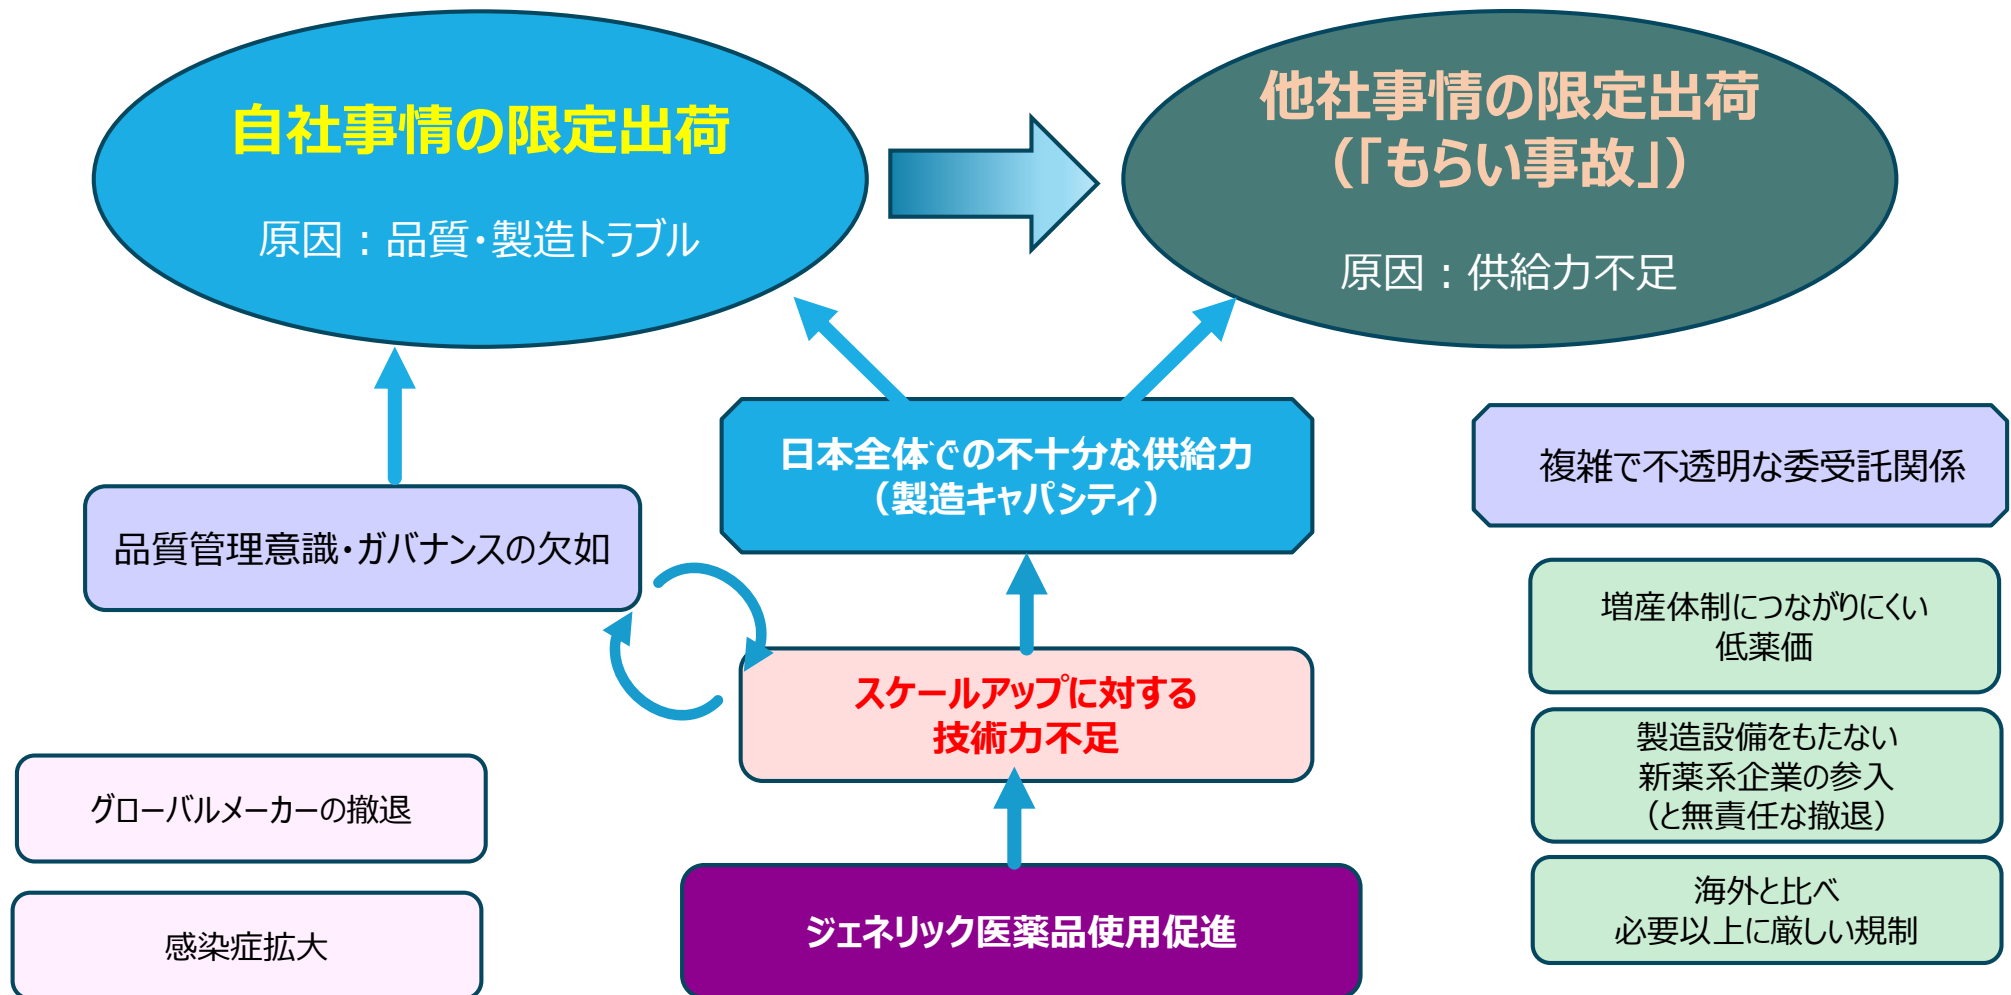 自社事情の限定出荷
原因：品質・製造トラブル
他社事情の限定出荷
（「もらい事故」）
原因：供給力不足
日本全体での不十分な供給力
（製造キャパシティ）
複雑で不透明な委受託関係
品質管理意識・ガバナンスの欠如
増産体制につながりにくい
低薬価
スケールアップに対する
技術力不足
製造設備をもたない
新薬系企業の参入
（と無責任な撤退）
グローバルメーカーの撤退
海外と比べ
必要以上に厳しい規制
ジェネリック医薬品使用促進
感染症拡大